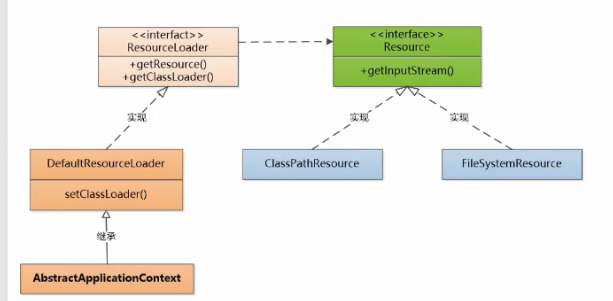 <<interfact>>
ResourceLoader
+getResource()
+getClassLoader()
<<interface>>
Resource
+getInputStream()
实现
实现
实现
DefaultResourceLoader
setClassLoader()
ClassPathResource
FileSystemResource
继承
AbstractApplicationContext